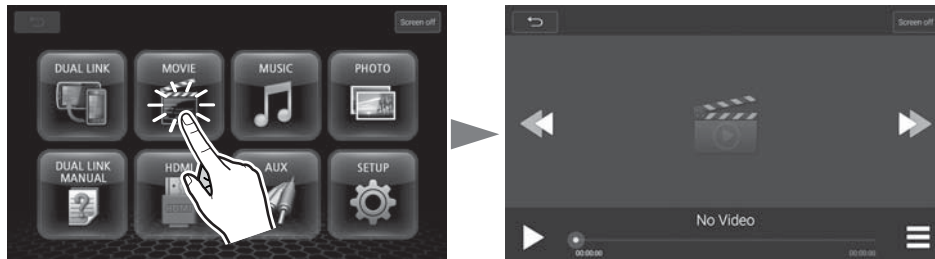 Screen off
DUAL LINK
MOVIE
MUSIC
PHOTO
DUAL LINK
MANUAL
HDMI
AUX
SETUP
Screen off
No Video
00:00:00
00:00:00